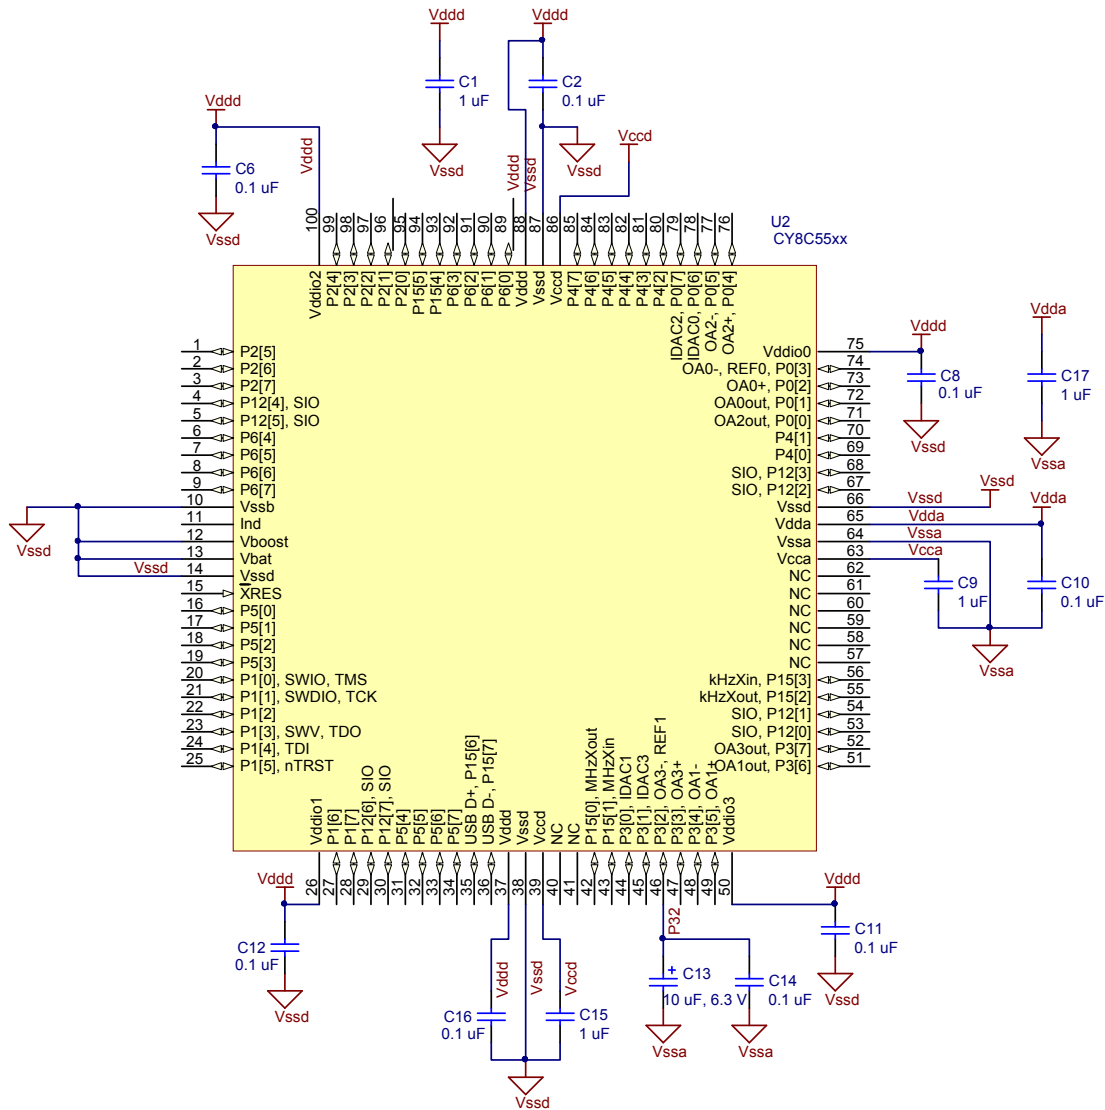 Vddd
Vddd
C1
1 uF
C2
0.1 uF
Vddd
C6
0.1 uF
Vssd
Vddd
Vssd
Vssd
Vccd
Vddd
Vssd
U2
CY8C55xx
100
99
98
97
96
95
94
93
92
91
90
89
88
87
86
85
84
83
82
81
80
79
78
77
76
Vddio2
P2[4]
P2[3]
P2[2]
P2[1]
P2[0]
P15[5]
P15[4]
P6[3]
P6[2]
P6[1]
P6[0]
Vddd
Vssd
Vccd
P4[7]
P4[6]
P4[5]
P4[4]
P4[3]
P4[2]
IDAC2, P0[7]
IDAC0, P0[6]
OA2-, P0[5]
OA2+, P0[4]
1 P2[5]
2 P2[6]
3 P2[7]
4 P12[4], SIO
5 P12[5], SIO
6 P6[4]
7 P6[5]
8 P6[6]
9 P6[7]
10 Vssb
11 Ind
12 Vboost
13 Vbat
Vssd 14 Vssd
15 XRES
16 P5[0]
17 P5[1]
18 P5[2]
19 P5[3]
20 P1[0], SWIO, TMS
21 P1[1], SWDIO, TCK
22 P1[2]
23 P1[3], SWV, TDO
24 P1[4], TDI
25 P1[5], nTRST
Vssd
Vddio0 75
OA0-, REF0, P0[3] 74
OA0+, P0[2] 73
OA0out, P0[1] 72
OA2out, P0[0] 71
P4[1] 70
P4[0] 69
SIO, P12[3] 68
SIO, P12[2] 67
Vssd 66 Vssd
Vdda 65 Vdda
Vssa 64 Vssa
Vcca 63 Vcca
NC 62
NC 61
NC 60
NC 59
NC 58
NC 57
kHzXin, P15[3] 56
kHzXout, P15[2] 55
SIO, P12[1] 54
SIO, P12[0] 53
OA3out, P3[7] 52
OA1out, P3[6] 51
Vddd
C8
0.1 uF
Vssd
Vdda
C17
1 uF
Vssa
Vssd
Vdda
C9
1 uF
C10
0.1 uF
Vssa
Vddio1
P1[6]
P1[7]
P12[6], SIO
P12[7], SIO
P5[4]
P5[5]
P5[6]
P5[7]
USB D+, P15[6]
USB D-, P15[7]
Vddd
Vssd
Vccd
NC
NC
P15[0], MHzXout
P15[1], MHzXin
P3[0], IDAC1
P3[1], IDAC3
P3[2], OA3-, REF1
P3[3], OA3+
P3[4], OA1-
P3[5], OA1+
Vddio3
26
27
28
29
30
31
32
33
34
35
36
37
38
39
40
41
42
43
44
45
46
47
48
49
50
Vddd
C12
0.1 uF
Vssd
Vddd
Vssd
Vccd
C16
0.1 uF
C15
1 uF
Vssd
P32
+
C13
10 uF, 6.3 V
Vssa
C14
0.1 uF
Vssa
Vddd
C11
0.1 uF
Vssd